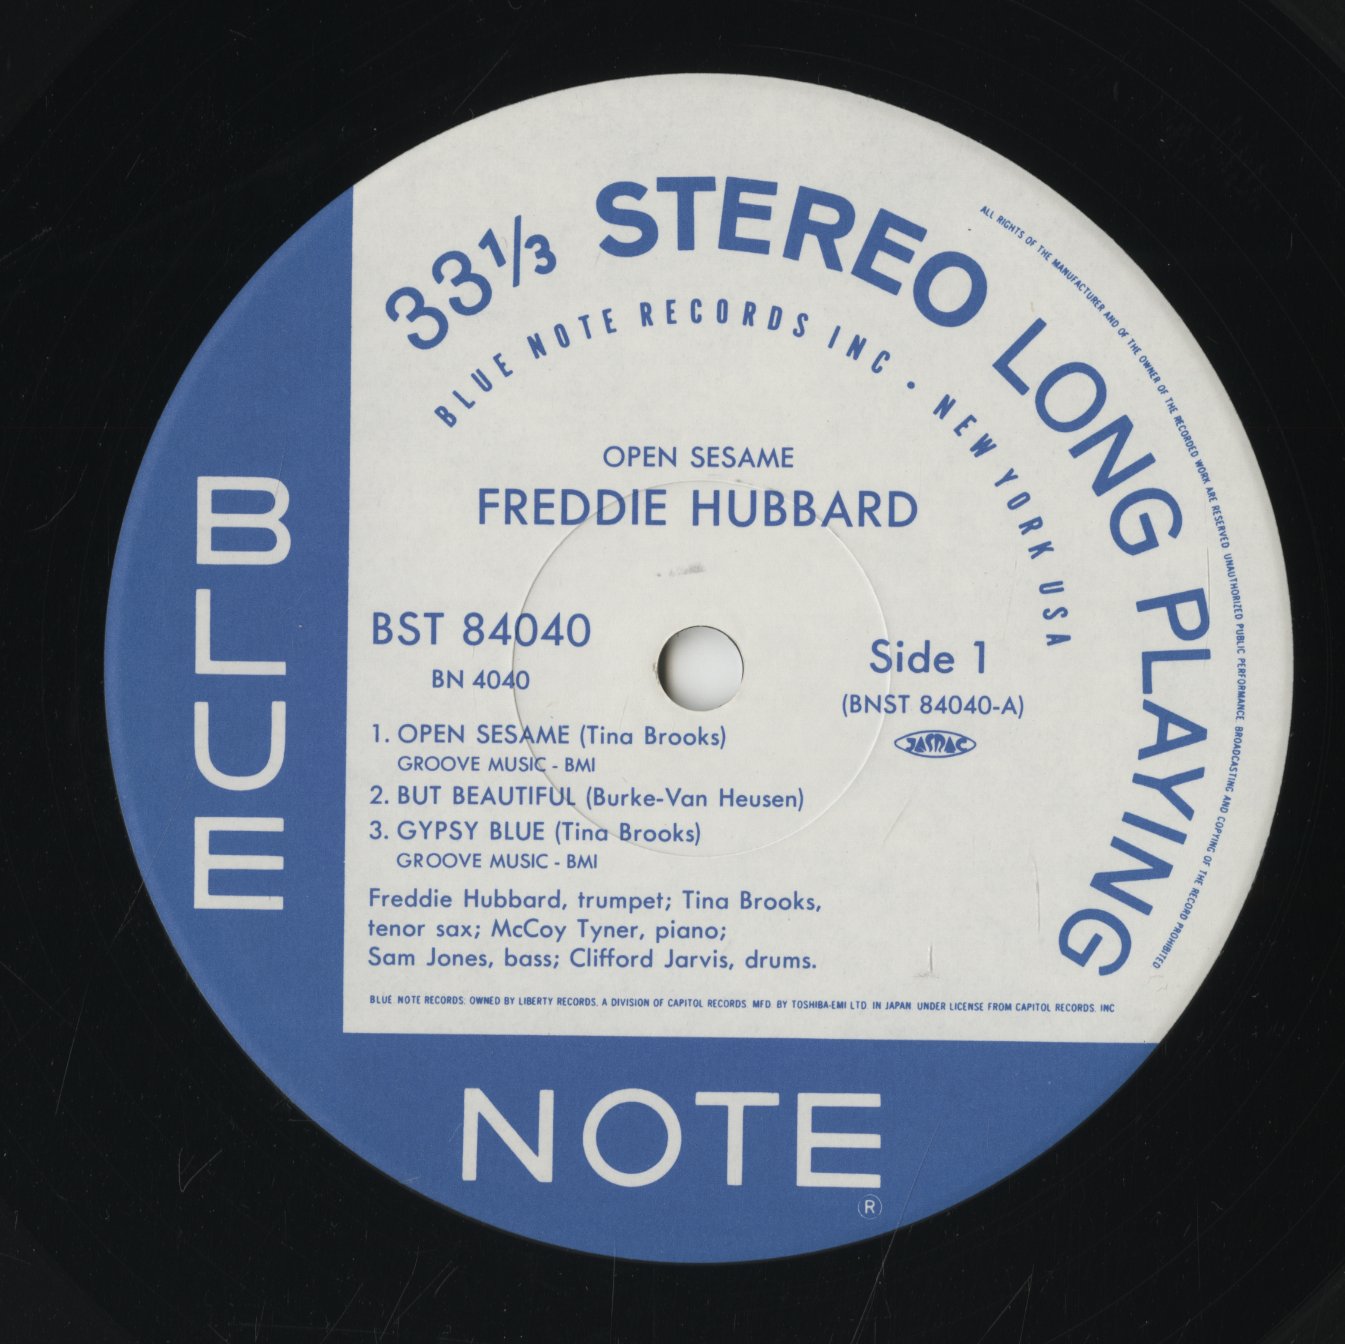 33⅓ STEREO LONG PLAYING
BLUE NOTE RECORDS INC · NEW YORK USA
ALL RIGHTS OF THE MANUFACTURER AND OF THE OWNER OF THE RECORDED WORK ARE RESERVED UNAUTHORIZED PUBLIC PERFORMANCE BROADCASTING AND COPYING OF THE RECORD PROHIBITED
OPEN SESAME
FREDDIE HUBBARD
BST 84040
BN 4040
Side 1
(BNST 84040-A)
JASRAC
1. OPEN SESAME (Tina Brooks)
GROOVE MUSIC - BMI
2. BUT BEAUTIFUL (Burke-Van Heusen)
3. GYPSY BLUE (Tina Brooks)
GROOVE MUSIC - BMI
Freddie Hubbard, trumpet; Tina Brooks,
tenor sax; McCoy Tyner, piano;
Sam Jones, bass; Clifford Jarvis, drums.
BLUE NOTE RECORDS. OWNED BY LIBERTY RECORDS. A DIVISION OF CAPITOL RECORDS. MFD. BY TOSHIBA-EMI LTD. IN JAPAN. UNDER LICENSE FROM CAPITOL RECORDS, INC
BLUE
NOTE
®